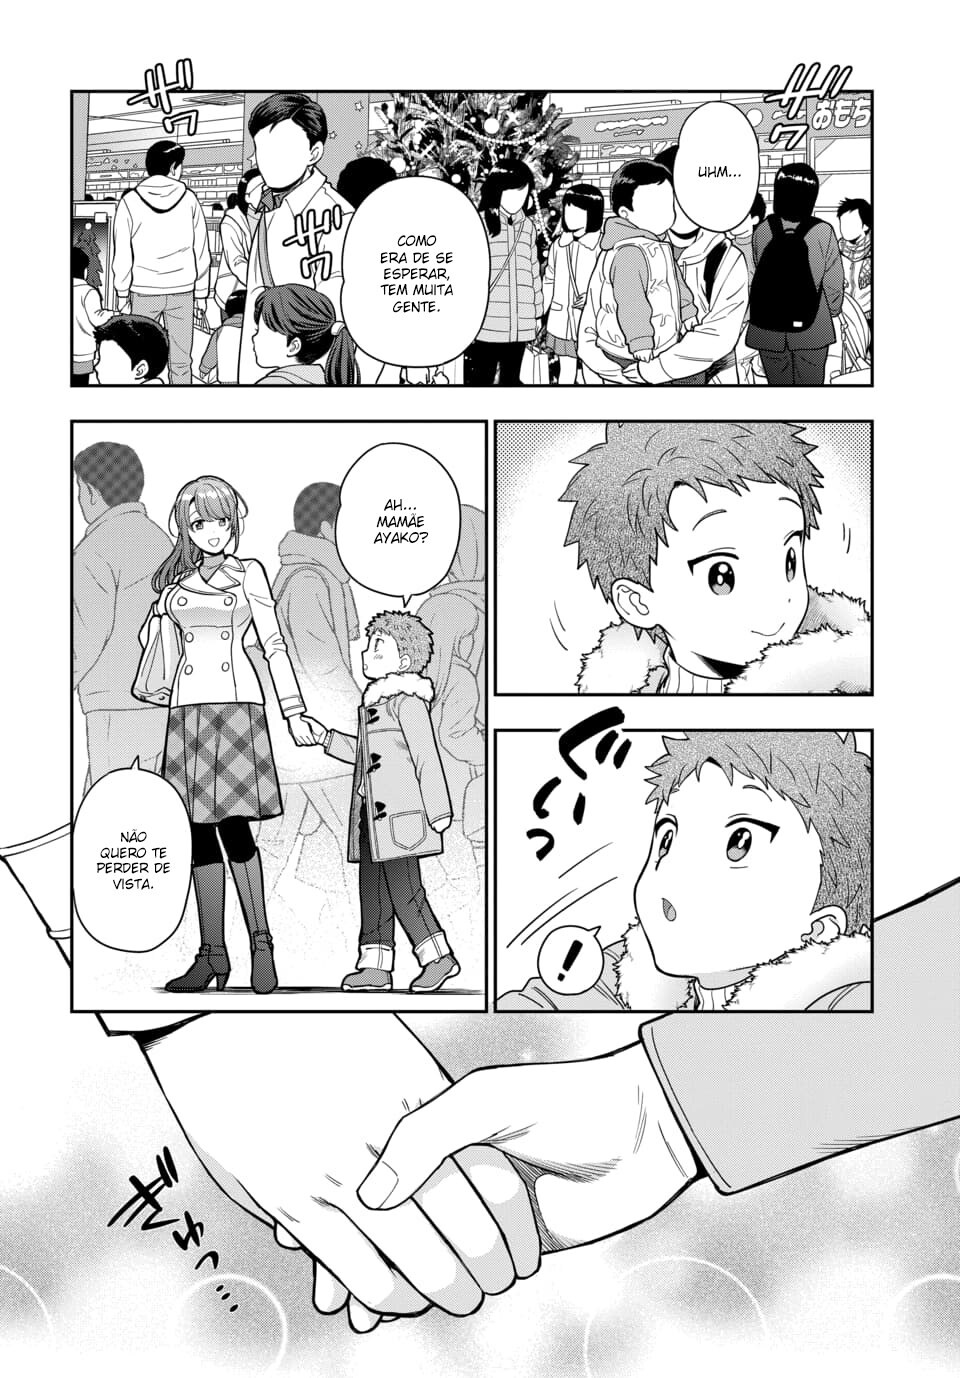 ザワ
ザワ
おもち
UHM...
COMO
ERA DE SE
ESPERAR,
TEM MUITA
GENTE.
ザワ
ぐいっ
!
AH...
MAMÃE
AYAKO?
NÃO
QUERO TE
PERDER DE
VISTA.
ぎゅっ…